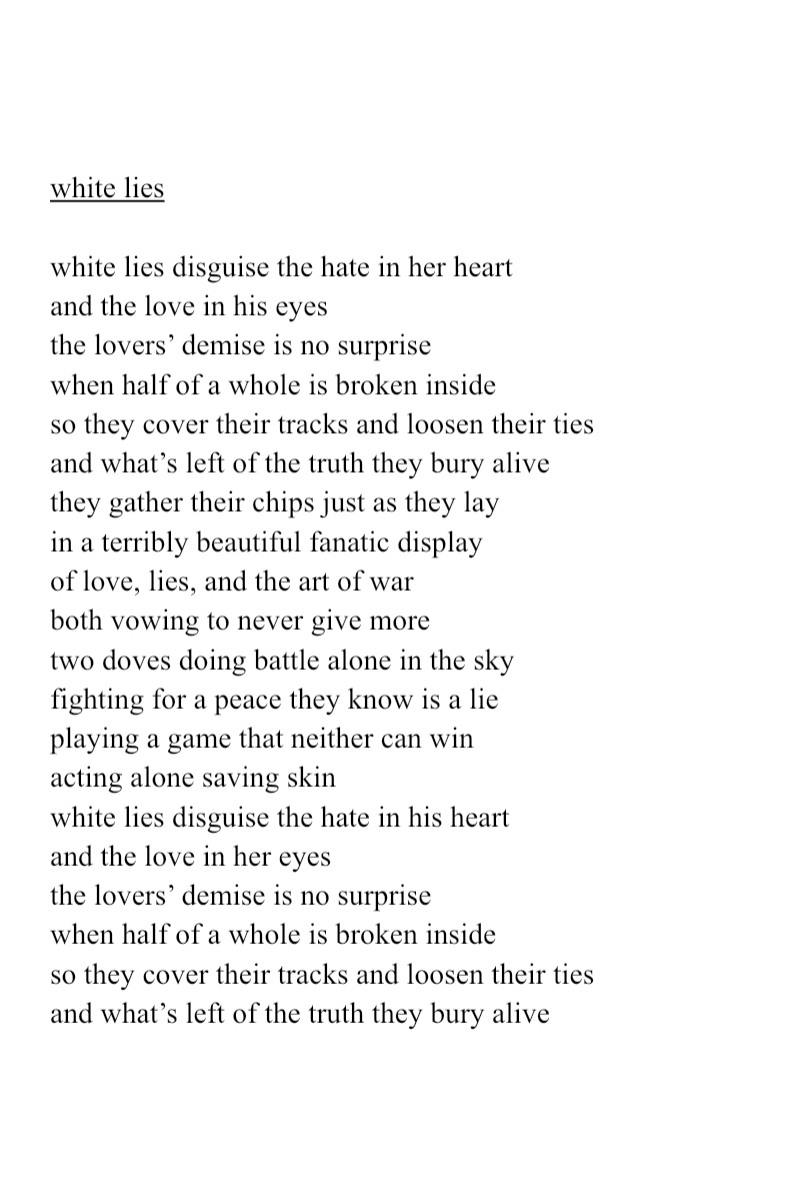 white lies
white lies disguise the hate in her heart
and the love in his eyes
the lovers’ demise is no surprise
when half of a whole is broken inside
so they cover their tracks and loosen their ties
and what’s left of the truth they bury alive
they gather their chips just as they lay
in a terribly beautiful fanatic display
of love, lies, and the art of war
both vowing to never give more
two doves doing battle alone in the sky
fighting for a peace they know is a lie
playing a game that neither can win
acting alone saving skin
white lies disguise the hate in his heart
and the love in her eyes
the lovers’ demise is no surprise
when half of a whole is broken inside
so they cover their tracks and loosen their ties
and what’s left of the truth they bury alive